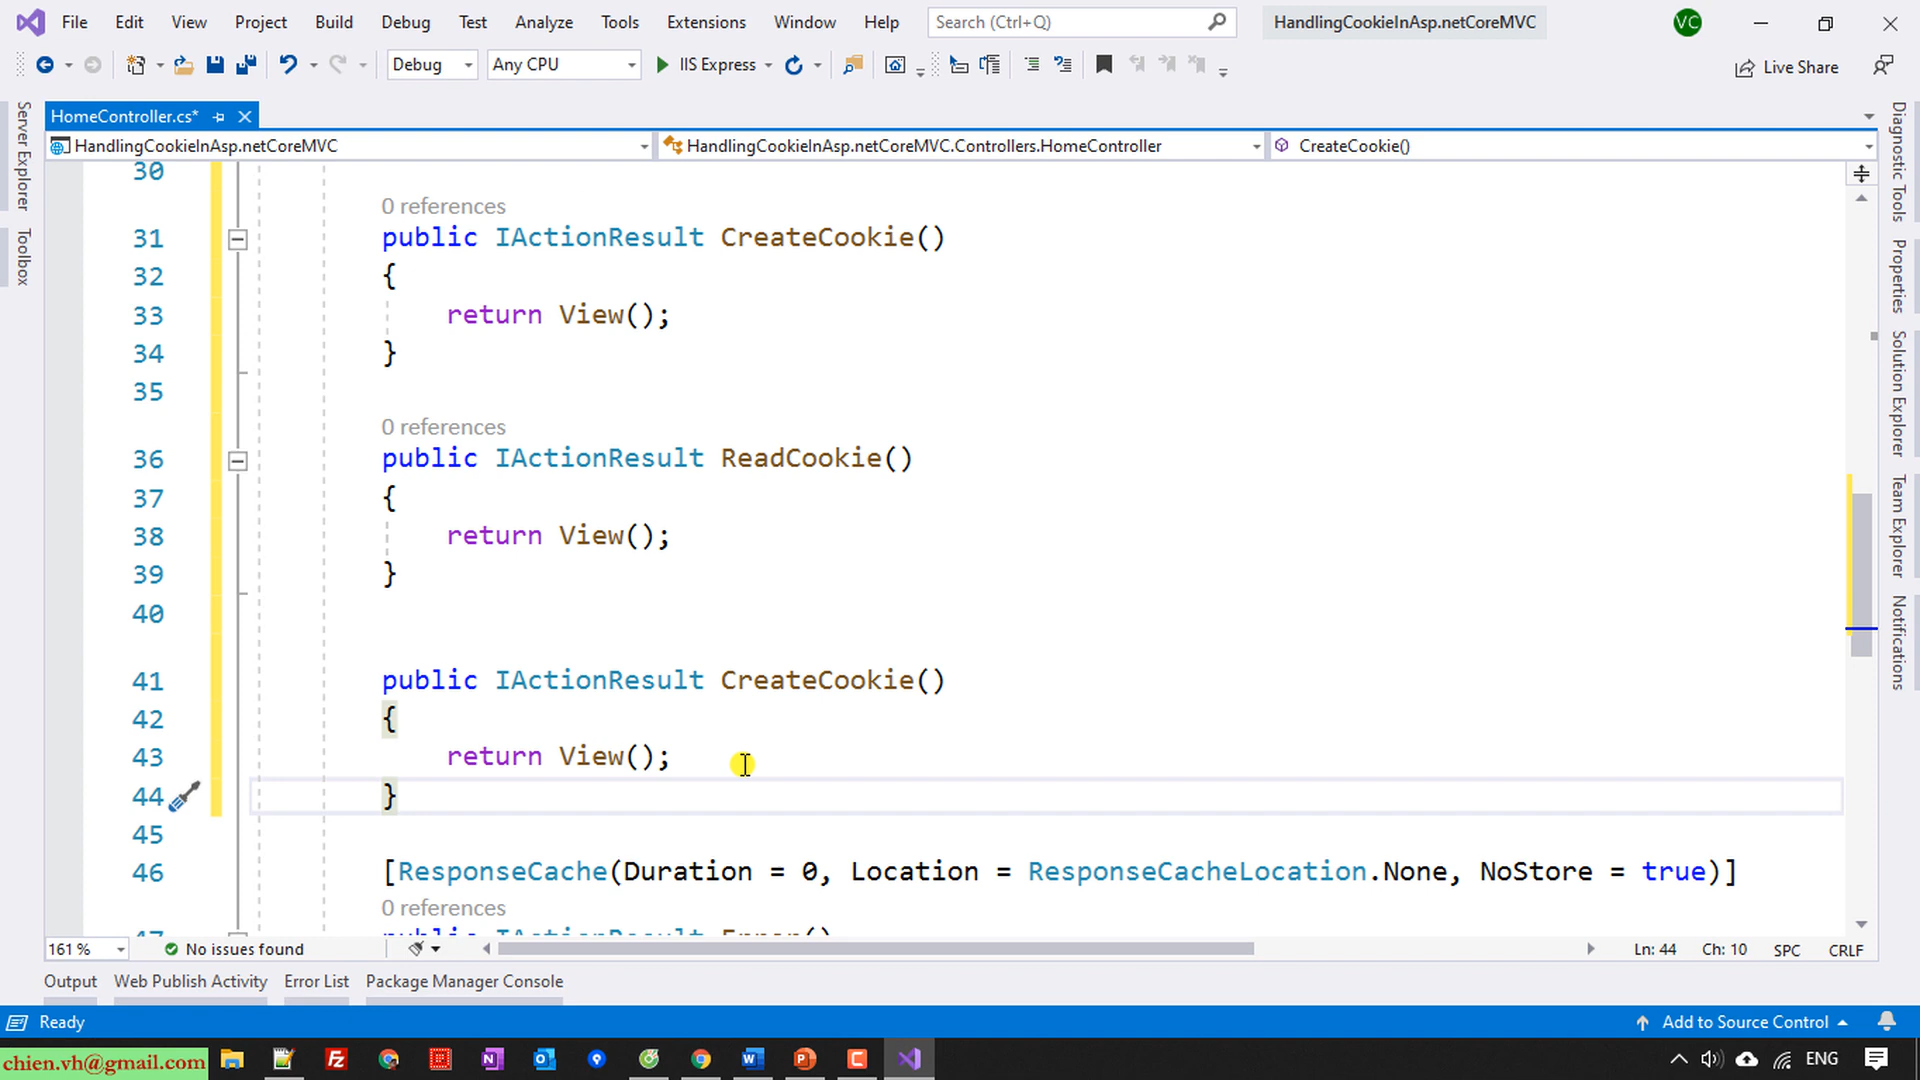 File Edit View Project Build Debug Test Analyze Tools Extensions Window Help Search (Ctrl+Q) HandlingCookieInAsp.netCoreMVC VC
Debug Any CPU IIS Express Live Share
Server Explorer
Toolbox
HomeController.cs*
HandlingCookieInAsp.netCoreMVC HandlingCookieInAsp.netCoreMVC.Controllers.HomeController CreateCookie()
30
0 references
31 public IActionResult CreateCookie()
32 {
33 return View();
34 }
35
0 references
36 public IActionResult ReadCookie()
37 {
38 return View();
39 }
40
41 public IActionResult CreateCookie()
42 {
43 return View();
44 }
45
46 [ResponseCache(Duration = 0, Location = ResponseCacheLocation.None, NoStore = true)]
0 references
47 public IActionResult Error()
Diagnostic Tools
Properties
Solution Explorer
Team Explorer
Notifications
161 % No issues found Ln: 44 Ch: 10 SPC CRLF
Output Web Publish Activity Error List Package Manager Console
Ready Add to Source Control
chien.vh@gmail.com ENG